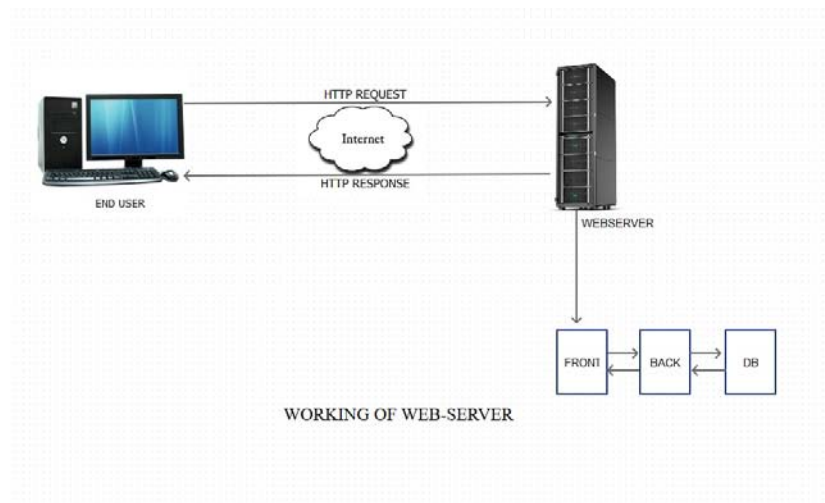 HTTP REQUEST
Internet
HTTP RESPONSE
END USER
WEBSERVER
FRONT
BACK
DB
WORKING OF WEB-SERVER